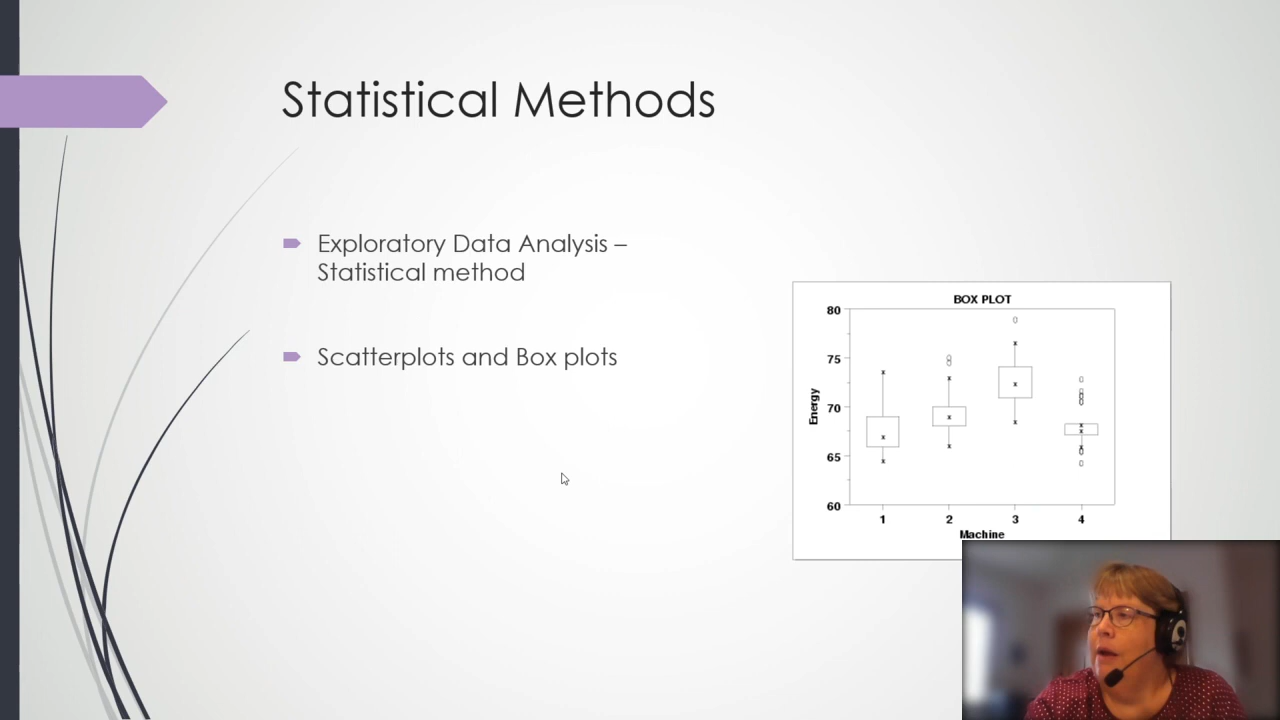 Statistical Methods
Exploratory Data Analysis –
Statistical method
Scatterplots and Box plots
BOX PLOT
80
75
70
65
60
Energy
1 2 3 4
Machine